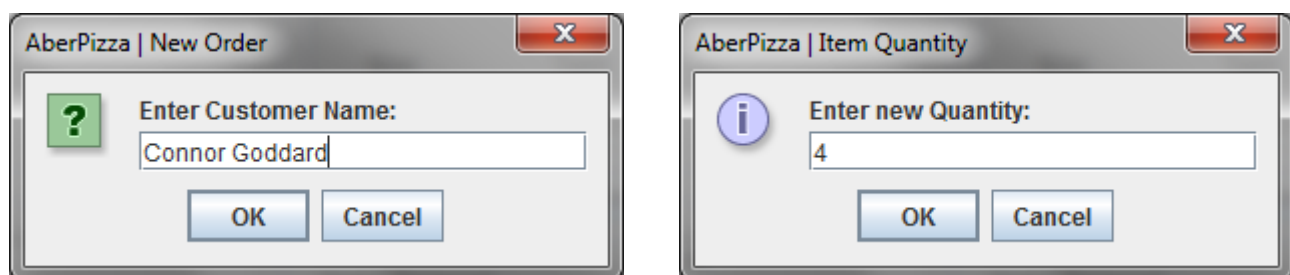 AberPizza | New Order
x
? Enter Customer Name:
Connor Goddard
OK Cancel
AberPizza | Item Quantity
x
i Enter new Quantity:
4
OK Cancel